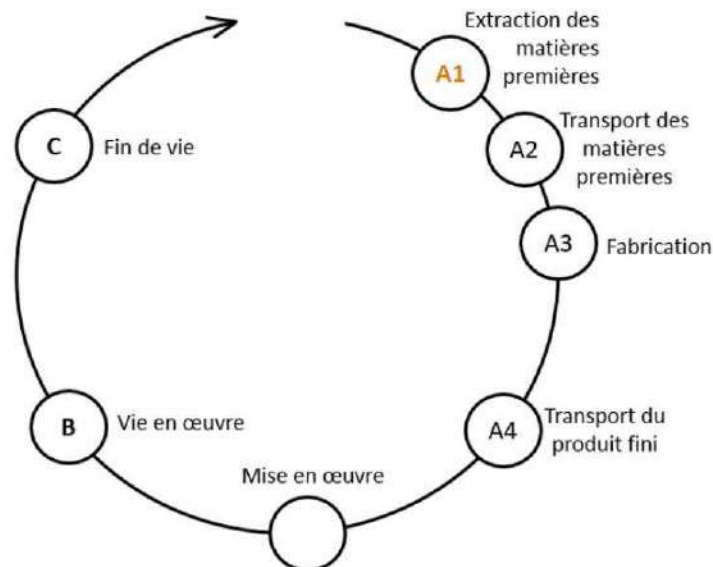 Extraction des
matières
premières
A1
Transport des
matières
premières
A2
A3
Fabrication
A4
Transport du
produit fini
Mise en œuvre
B
Vie en œuvre
C
Fin de vie